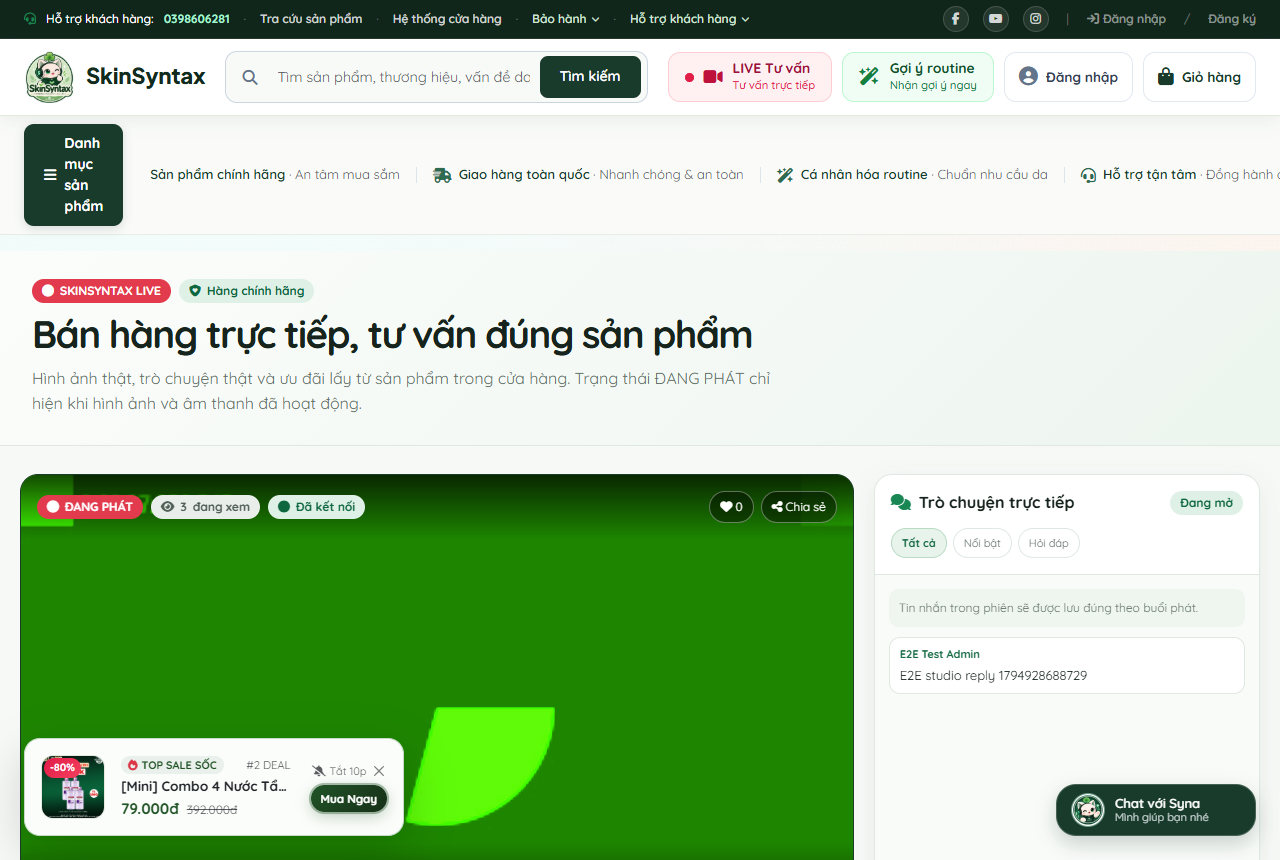 Hỗ trợ khách hàng: 0398606281 · Tra cứu sản phẩm · Hệ thống cửa hàng · Bảo hành · Hỗ trợ khách hàng | Đăng nhập / Đăng ký
SkinSyntax
Tìm sản phẩm, thương hiệu, vấn đề da
Tìm kiếm
LIVE Tư vấn
Tư vấn trực tiếp
Gợi ý routine
Nhận gợi ý ngay
Đăng nhập
Giỏ hàng
Danh
mục
sản
phẩm
Sản phẩm chính hãng · An tâm mua sắm
Giao hàng toàn quốc · Nhanh chóng & an toàn
Cá nhân hóa routine · Chuẩn nhu cầu da
Hỗ trợ tận tâm · Đồng hành
SKINSYNTAX LIVE
Hàng chính hãng
Bán hàng trực tiếp, tư vấn đúng sản phẩm
Hình ảnh thật, trò chuyện thật và ưu đãi lấy từ sản phẩm trong cửa hàng. Trạng thái ĐANG PHÁT chỉ
hiện khi hình ảnh và âm thanh đã hoạt động.
ĐANG PHÁT
3 đang xem
Đã kết nối
0
Chia sẻ
Trò chuyện trực tiếp
Đang mở
Tất cả
Nổi bật
Hỏi đáp
Tin nhắn trong phiên sẽ được lưu đúng theo buổi phát.
E2E Test Admin
E2E studio reply 1794928688729
-80%
TOP SALE SỐC
#2 DEAL
[Mini] Combo 4 Nước Tẩ...
79.000đ 392.000đ
Tắt 10p
Mua Ngay
Chat với Syna
Mình giúp bạn nhé